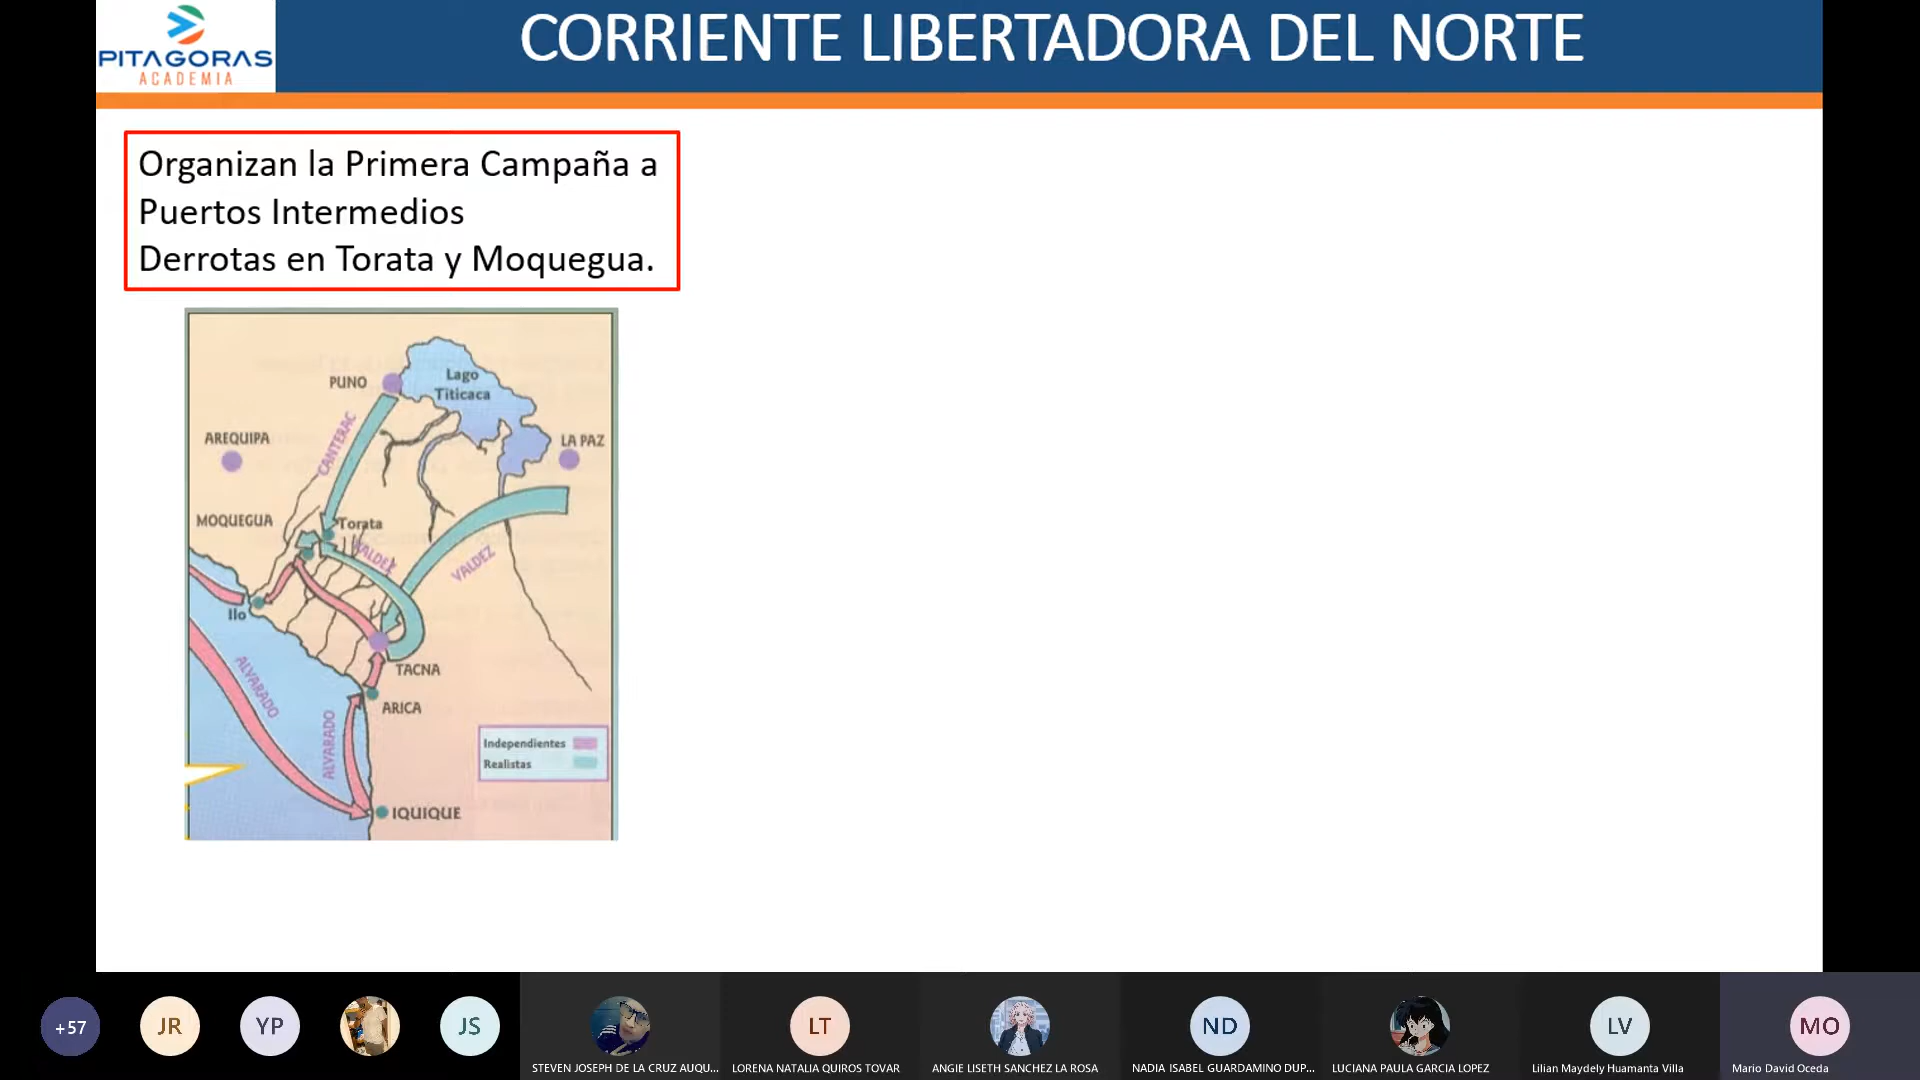 PITAGORAS
ACADEMIA
CORRIENTE LIBERTADORA DEL NORTE
Organizan la Primera Campaña a
Puertos Intermedios
Derrotas en Torata y Moquegua.
PUNO
Lago
Titicaca
CANTERAC
AREQUIPA
LA PAZ
MOQUEGUA
Torata
VALDEZ
VALDEZ
Ilo
ALVARADO
TACNA
ARICA
ALVARADO
Independientes
Realistas
IQUIQUE
+57
JR
YP
JS
LT
ND
LV
MO
STEVEN JOSEPH DE LA CRUZ AUQU...
LORENA NATALIA QUIROS TOVAR
ANGIE LISETH SANCHEZ LA ROSA
NADIA ISABEL GUARDAMINO DUP...
LUCIANA PAULA GARCIA LOPEZ
Lilian Maydely Huamanta Villa
Mario David Oceda